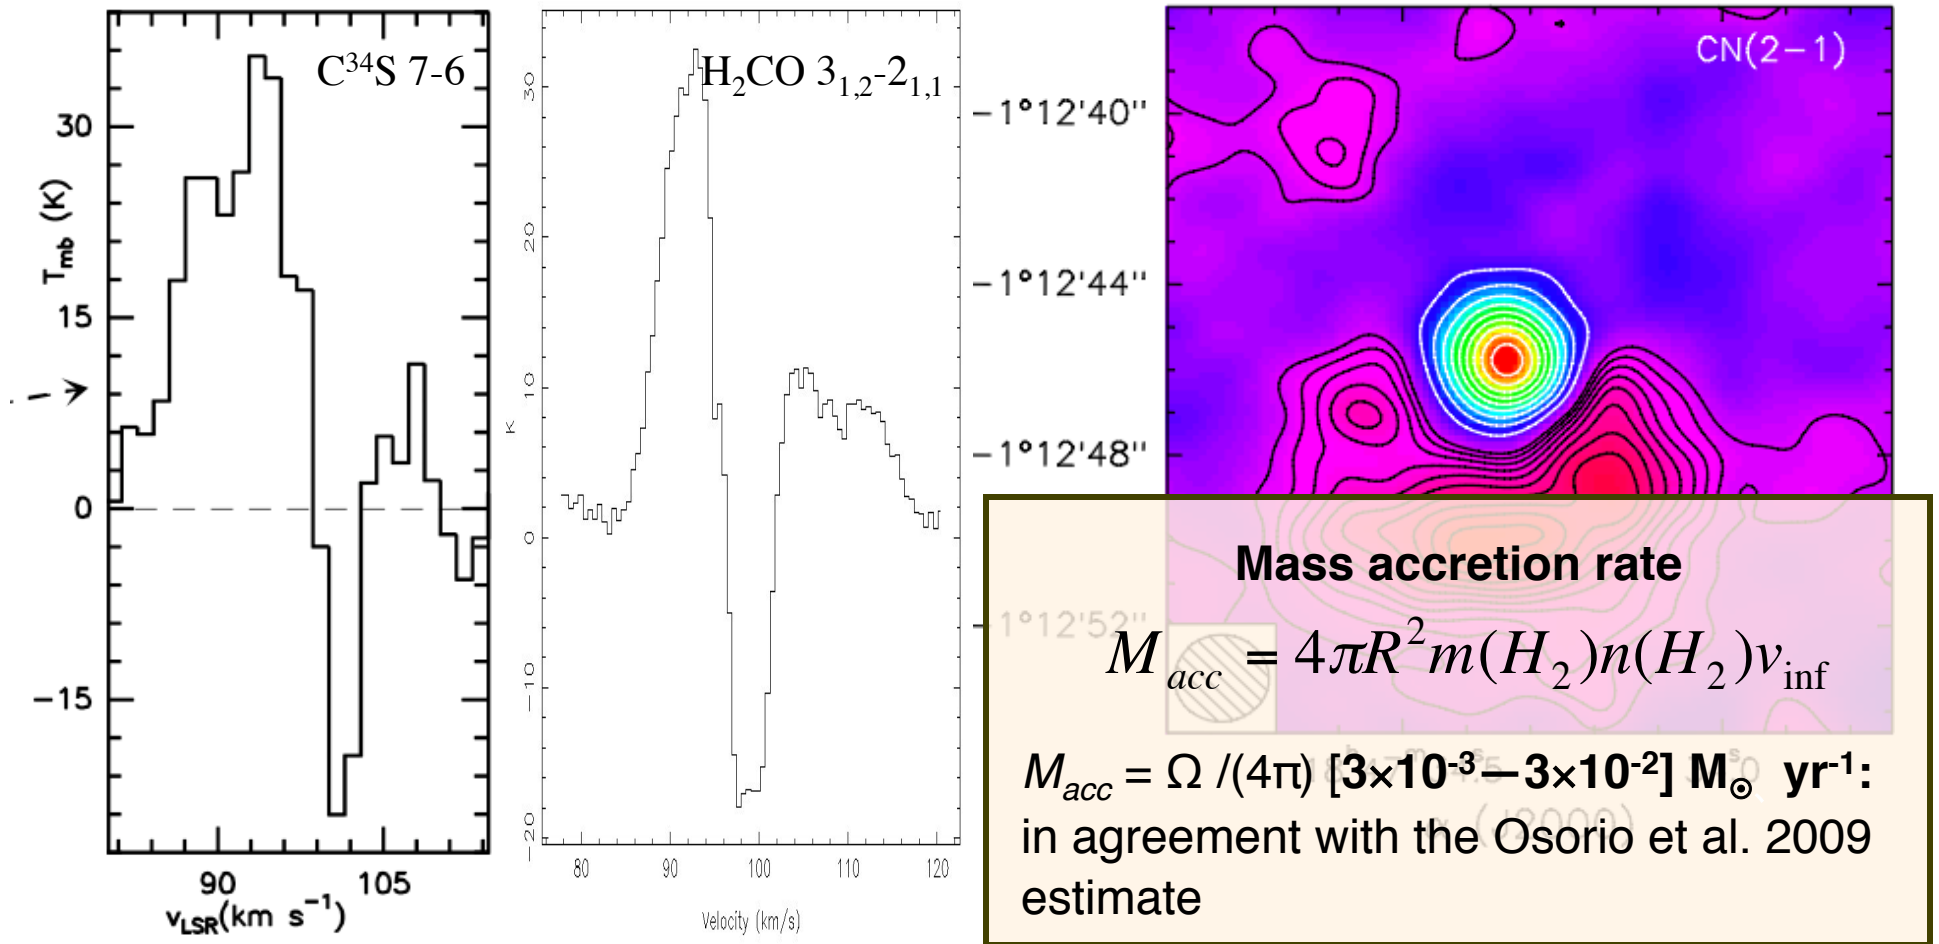 C³⁴S 7-6
30
15
0
−15
T_mb (K)
90 105
v_LSR(km s⁻¹)
H₂CO 3₁,₂-2₁,₁
30
20
10
0
−10
−20
K
80 90 100 110 120
Velocity (km/s)
CN(2−1)
−1°12'40"
−1°12'44"
−1°12'48"
−1°12'52"
Mass accretion rate
M_acc = 4πR²m(H₂)n(H₂)v_inf
M_acc = Ω /(4π) [3×10⁻³—3×10⁻²] M☉ yr⁻¹:
in agreement with the Osorio et al. 2009
estimate
(J2000)